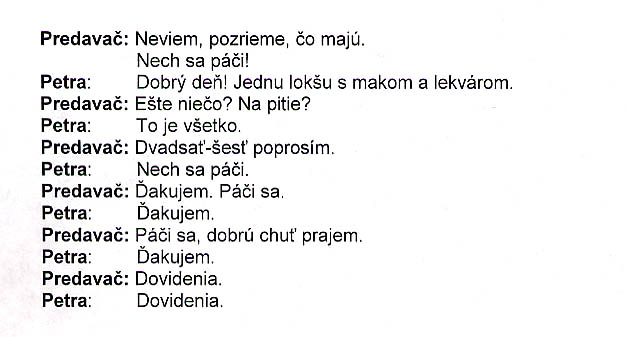 Predavač: Neviem, pozrieme, čo majú.
Nech sa páči!
Petra: Dobrý deň! Jednu lokšu s makom a lekvárom.
Predavač: Ešte niečo? Na pitie?
Petra: To je všetko.
Predavač: Dvadsať-šesť poprosím.
Petra: Nech sa páči.
Predavač: Ďakujem. Páči sa.
Petra: Ďakujem.
Predavač: Páči sa, dobrú chuť prajem.
Petra: Ďakujem.
Predavač: Dovidenia.
Petra: Dovidenia.